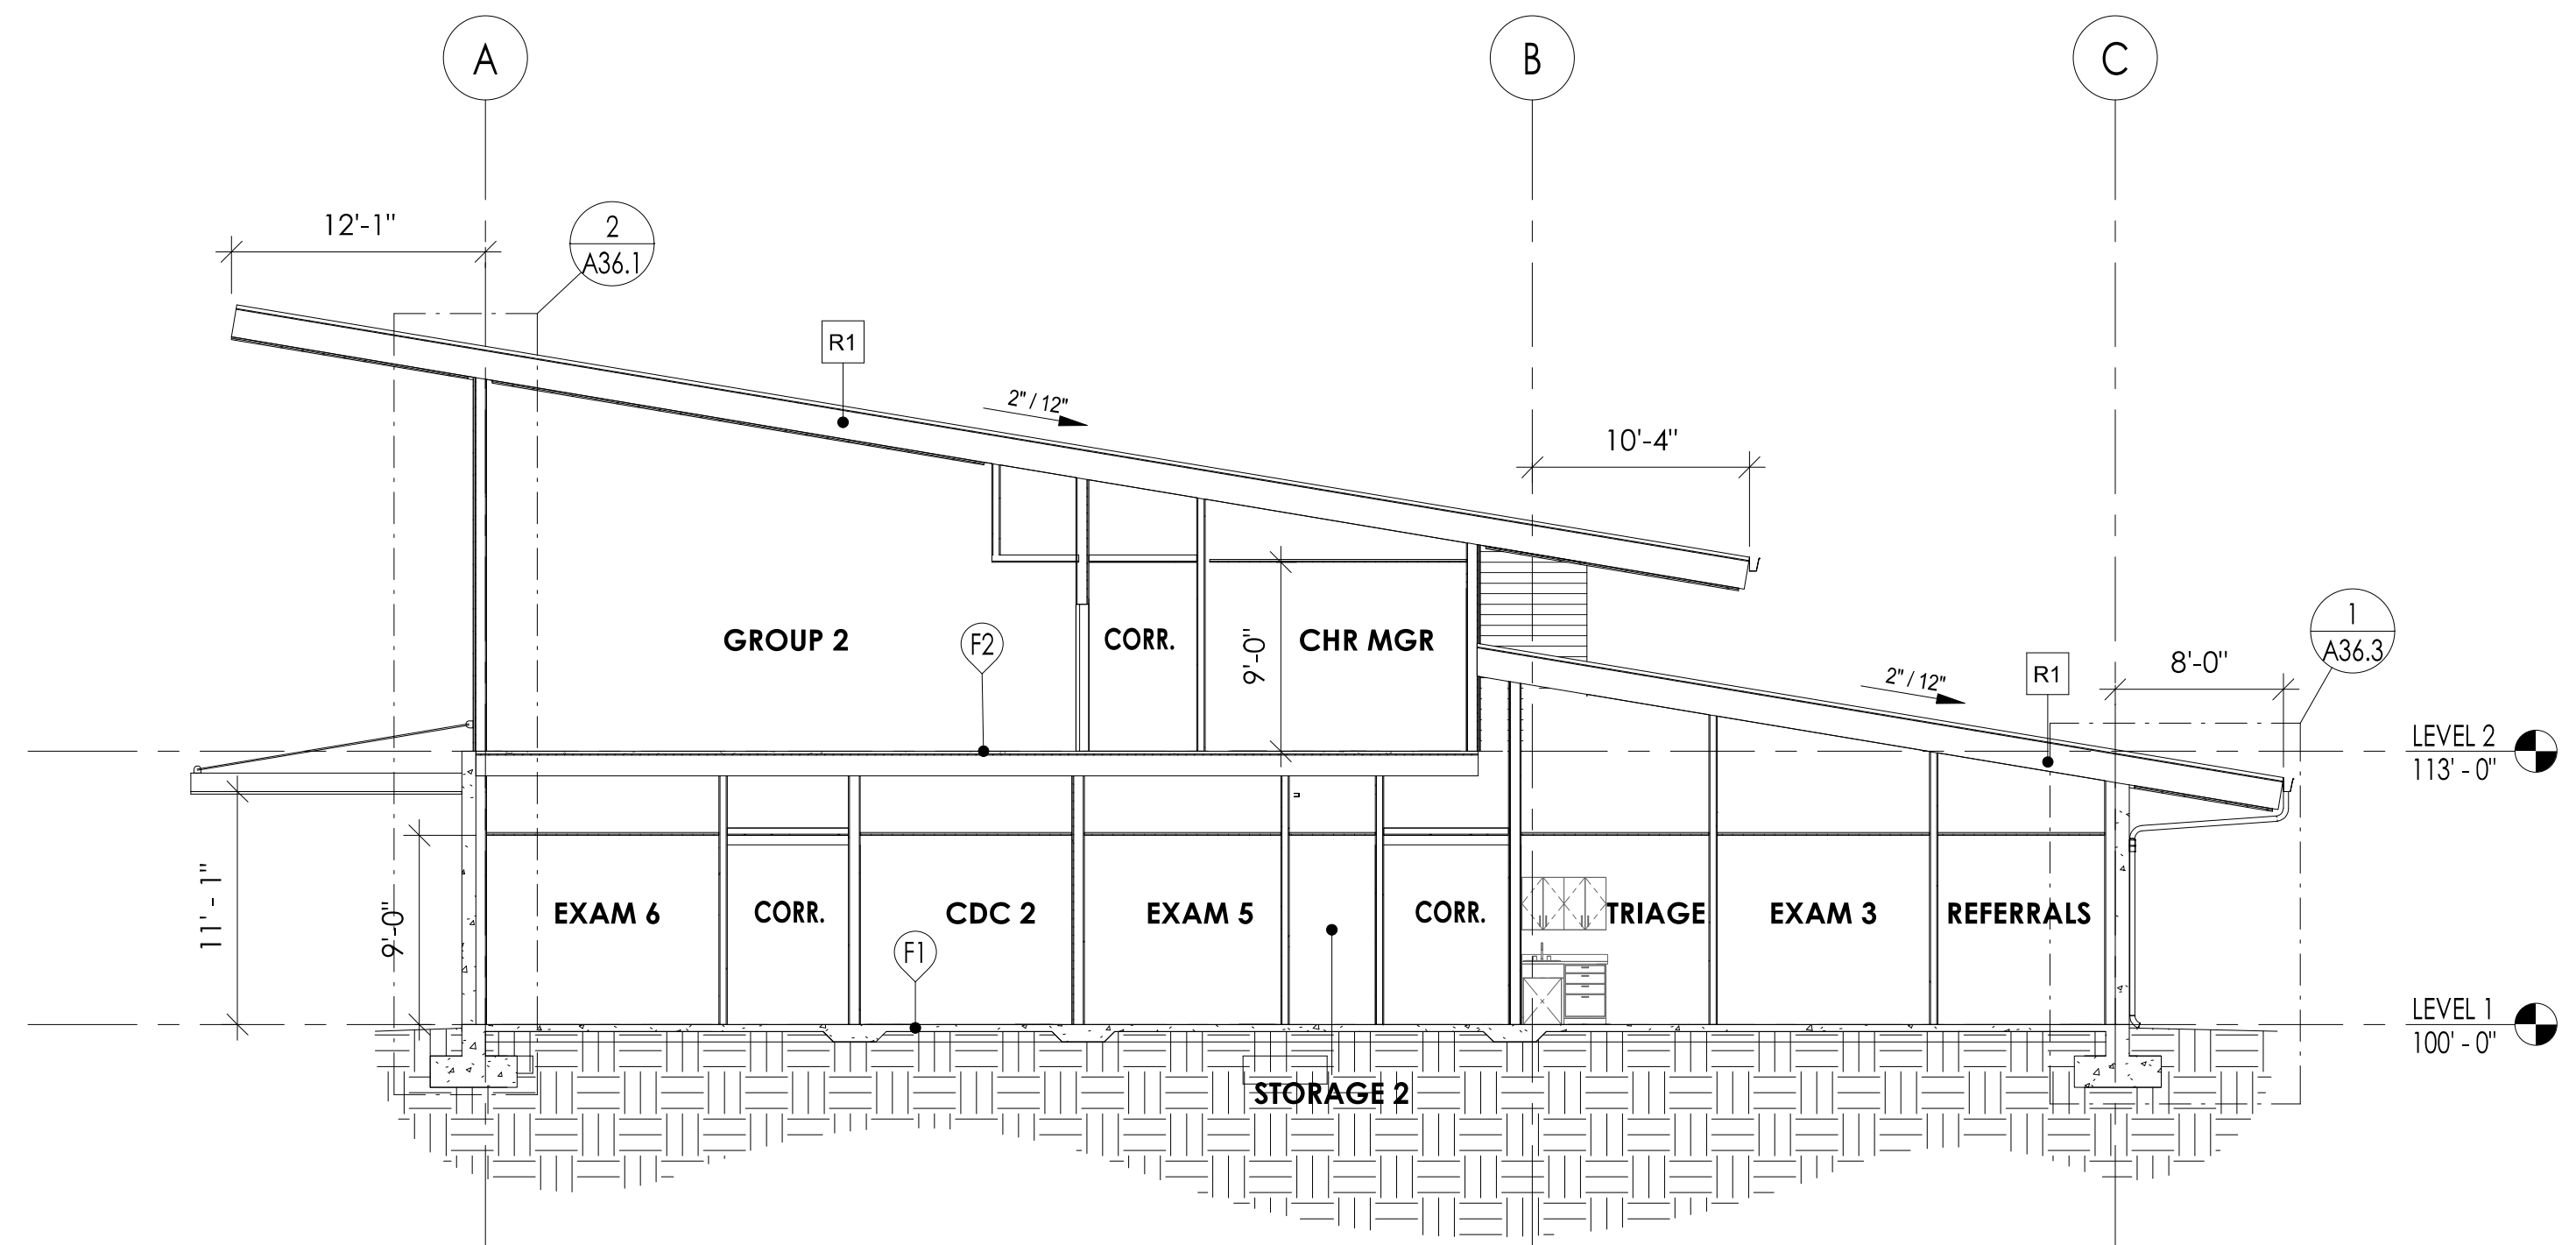 A
B
C
12'-1"
2
A36.1
R1
2" / 12"
10'-4"
GROUP 2
F2
CORR.
9'-0"
CHR MGR
2" / 12"
R1
8'-0"
1
A36.3
LEVEL 2
113' - 0"
11' - 1"
9'-0"
EXAM 6
CORR.
F1
CDC 2
EXAM 5
CORR.
TRIAGE
EXAM 3
REFERRALS
LEVEL 1
100' - 0"
STORAGE 2